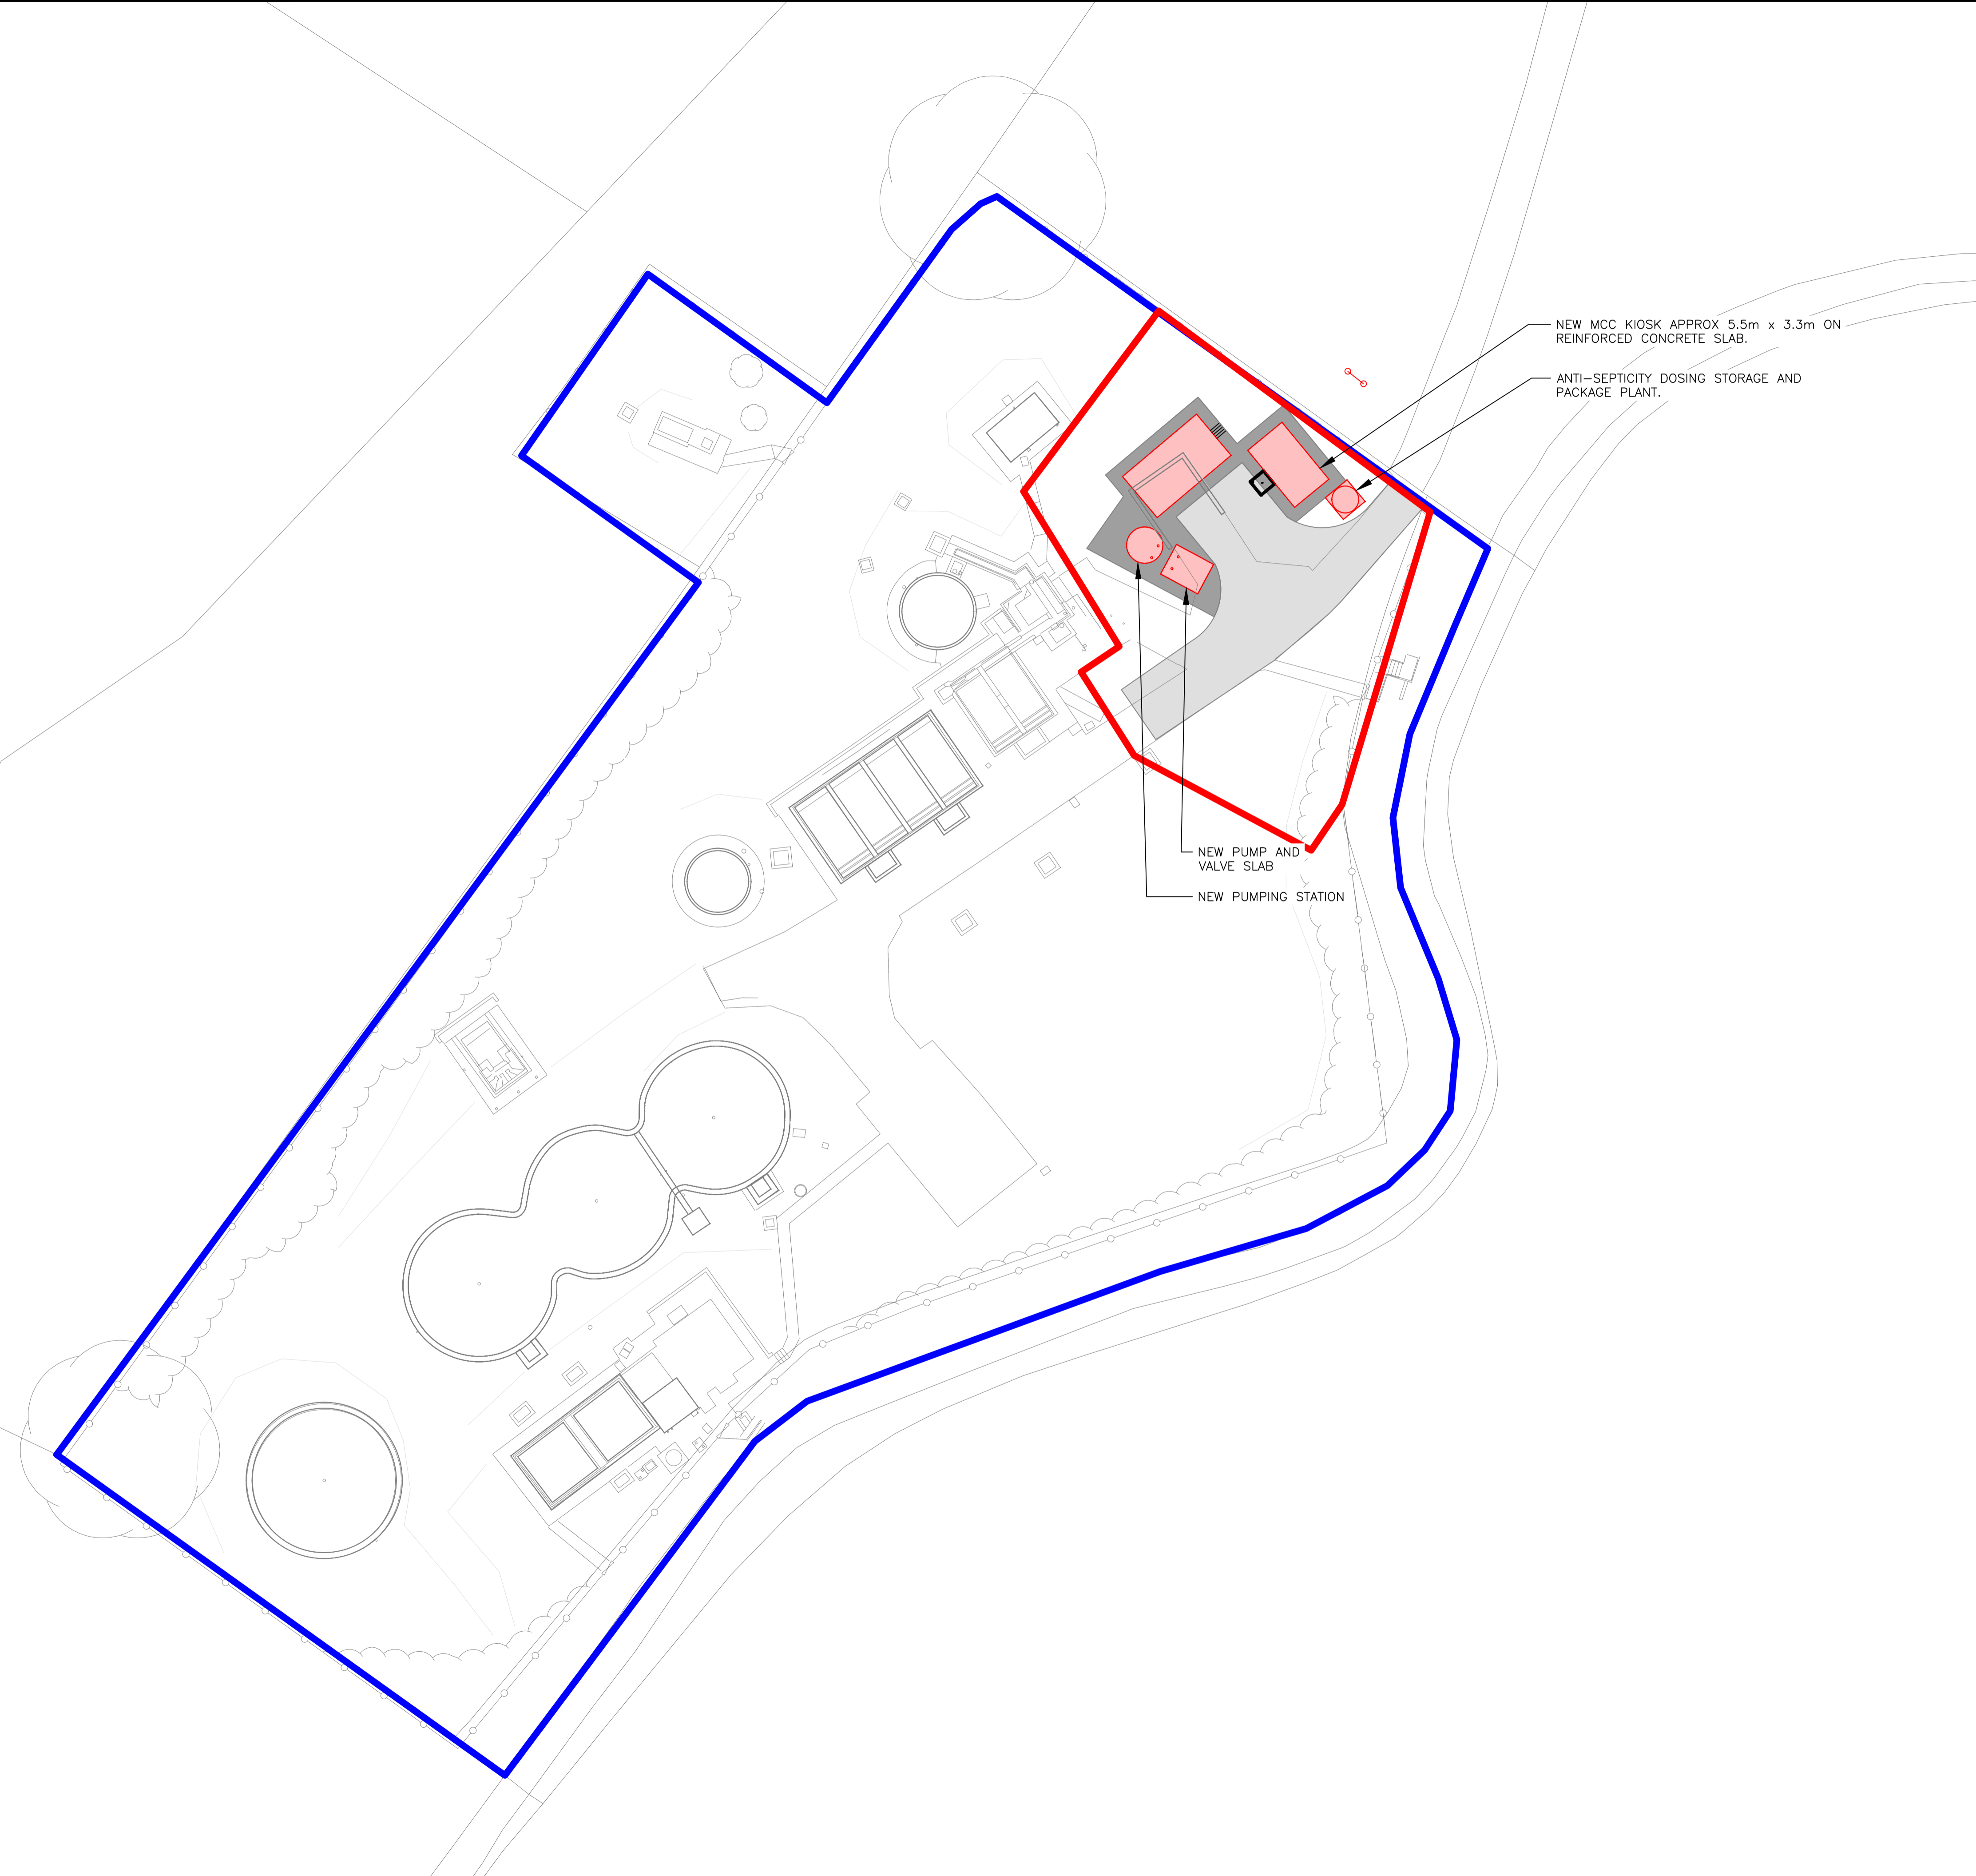 NEW MCC KIOSK APPROX 5.5m x 3.3m ON
REINFORCED CONCRETE SLAB.
ANTI-SEPTICITY DOSING STORAGE AND
PACKAGE PLANT.
NEW PUMP AND
VALVE SLAB
NEW PUMPING STATION